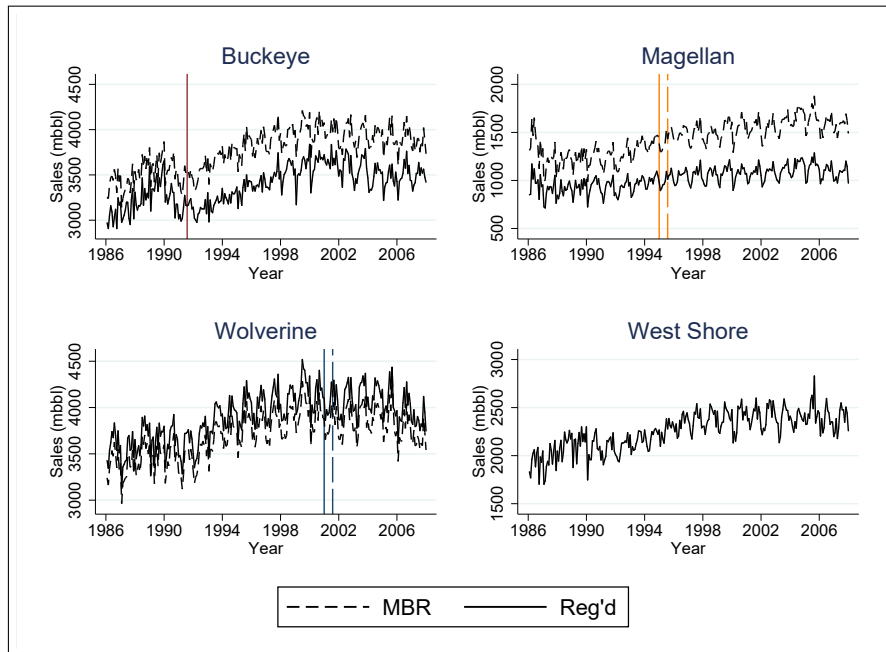 Buckeye
Sales (mbbl)
4500
4000
3500
3000
1986 1990 1994 1998 2002 2006
Year
Magellan
Sales (mbbl)
2000
1500
1000
500
1986 1990 1994 1998 2002 2006
Year
Wolverine
Sales (mbbl)
4500
4000
3500
3000
1986 1990 1994 1998 2002 2006
Year
West Shore
Sales (mbbl)
3000
2500
2000
1500
1986 1990 1994 1998 2002 2006
Year
MBR Reg'd